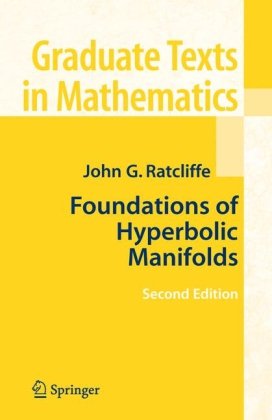 Graduate Texts
in Mathematics
John G. Ratcliffe
Foundations of
Hyperbolic
Manifolds
Second Edition
Springer